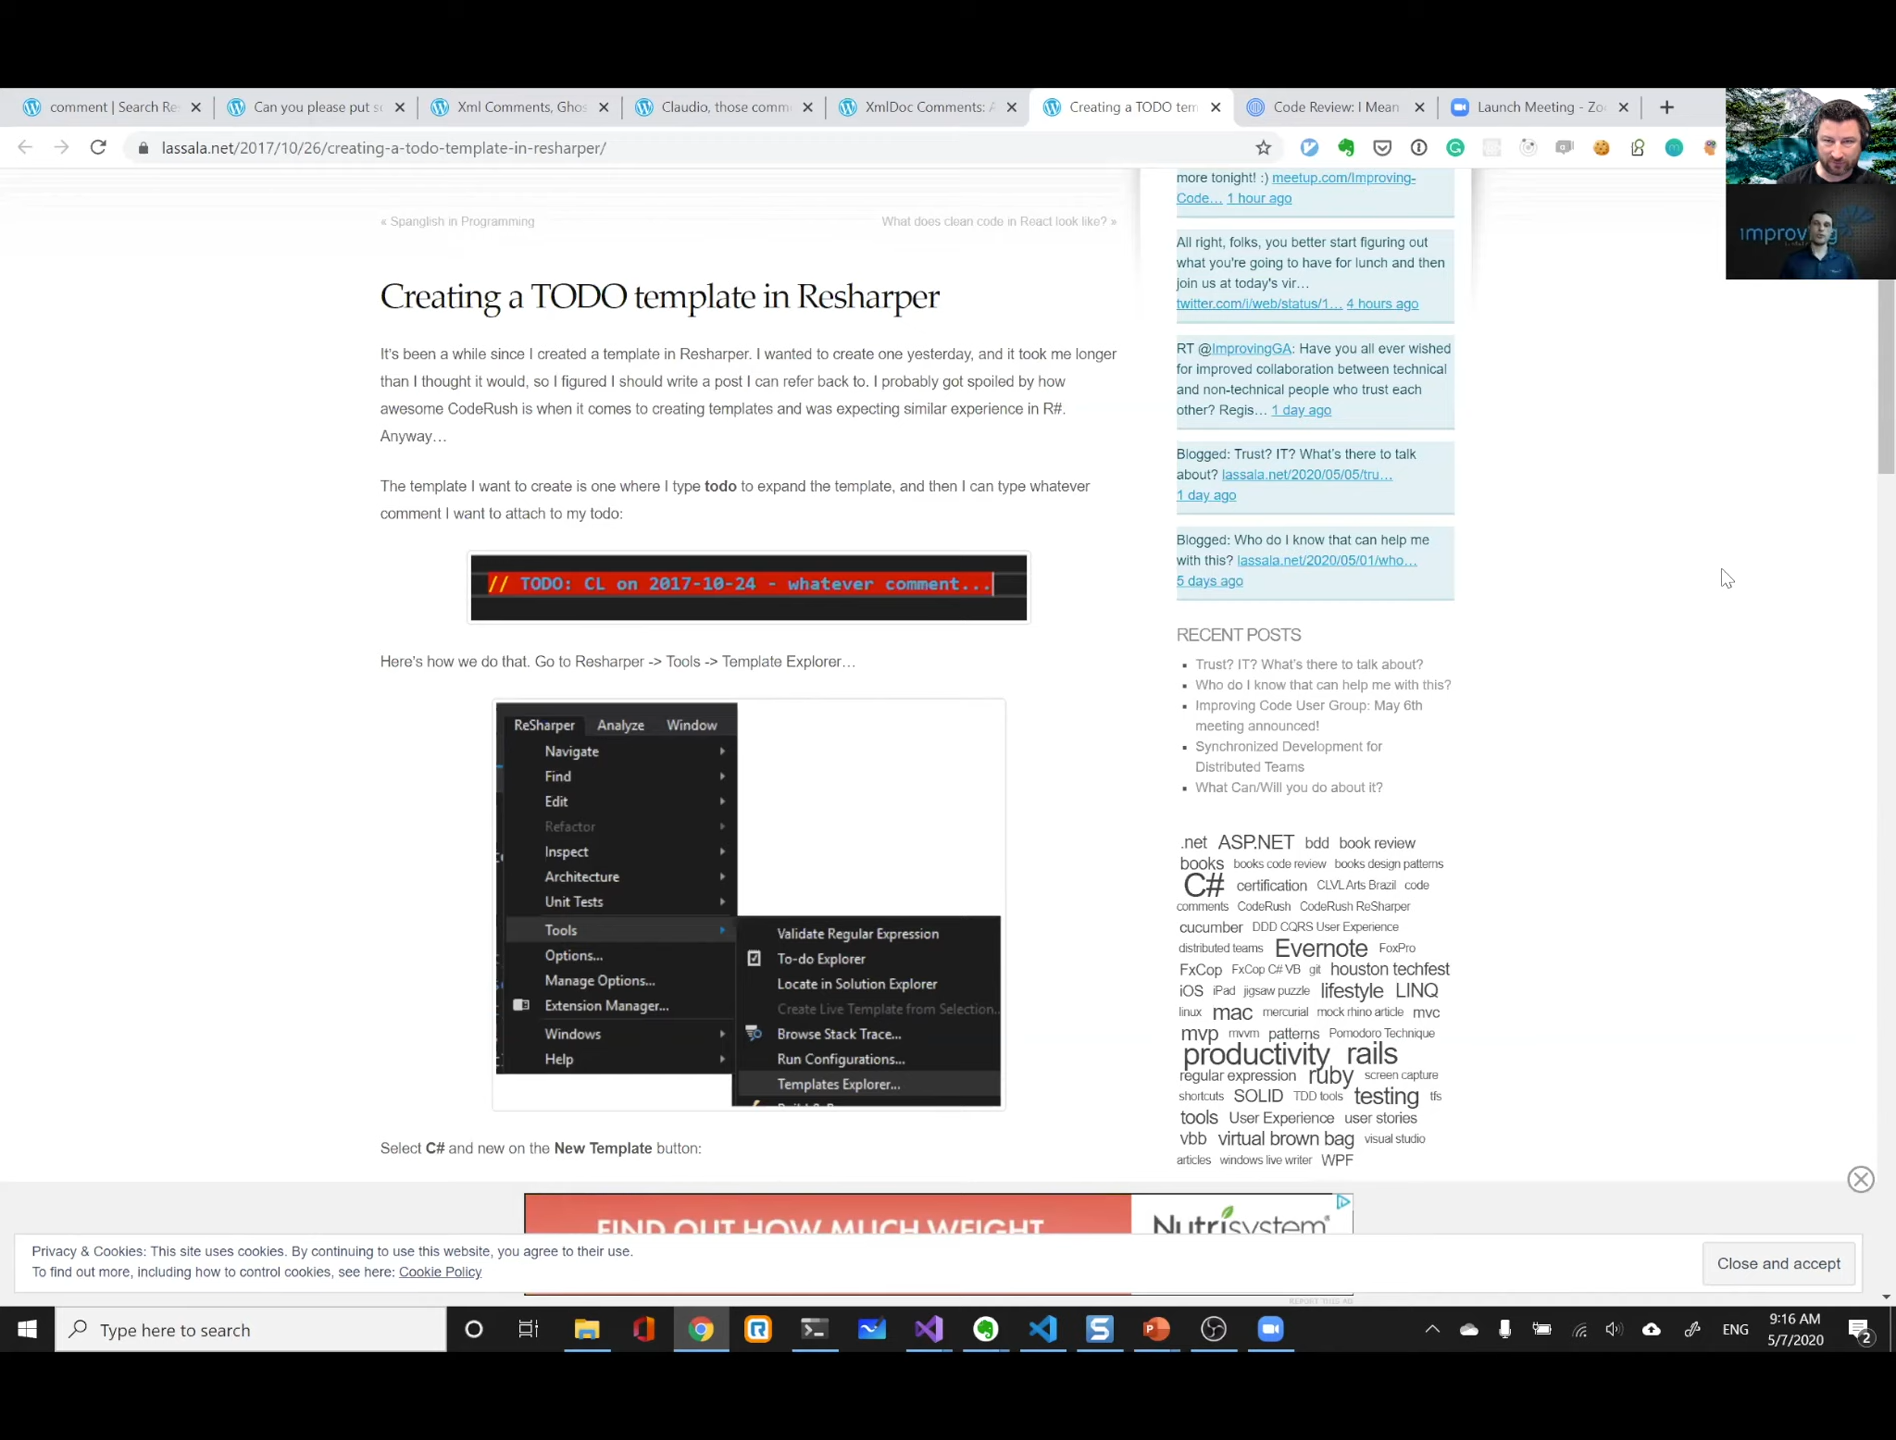 comment | Search Re
Can you please put s
Xml Comments, Ghos
Claudio, those comm
XmlDoc Comments: A
Creating a TODO tem
Code Review: I Mean
Launch Meeting - Zo
lassala.net/2017/10/26/creating-a-todo-template-in-resharper/
« Spanglish in Programming
What does clean code in React look like? »
Creating a TODO template in Resharper
It's been a while since I created a template in Resharper. I wanted to create one yesterday, and it took me longer
than I thought it would, so I figured I should write a post I can refer back to. I probably got spoiled by how
awesome CodeRush is when it comes to creating templates and was expecting similar experience in R#.
Anyway…
The template I want to create is one where I type todo to expand the template, and then I can type whatever
comment I want to attach to my todo:
// TODO: CL on 2017-10-24 - whatever comment...
Here's how we do that. Go to Resharper -> Tools -> Template Explorer…
ReSharper Analyze Window
Navigate
Find
Edit
Refactor
Inspect
Architecture
Unit Tests
Tools
Options...
Manage Options...
Extension Manager...
Windows
Help
Validate Regular Expression
To-do Explorer
Locate in Solution Explorer
Create Live Template from Selection..
Browse Stack Trace...
Run Configurations...
Templates Explorer...
Select C# and new on the New Template button:
more tonight! :) meetup.com/Improving-
Code… 1 hour ago
All right, folks, you better start figuring out
what you're going to have for lunch and then
join us at today's vir…
twitter.com/i/web/status/1… 4 hours ago
RT @ImprovingGA: Have you all ever wished
for improved collaboration between technical
and non-technical people who trust each
other? Regis… 1 day ago
Blogged: Trust? IT? What's there to talk
about? lassala.net/2020/05/05/tru…
1 day ago
Blogged: Who do I know that can help me
with this? lassala.net/2020/05/01/who…
5 days ago
RECENT POSTS
Trust? IT? What's there to talk about?
Who do I know that can help me with this?
Improving Code User Group: May 6th
meeting announced!
Synchronized Development for
Distributed Teams
What Can/Will you do about it?
.net ASP.NET bdd book review
books books code review books design patterns
C# certification CLVL Arts Brazil code
comments CodeRush CodeRush ReSharper
cucumber DDD CQRS User Experience
distributed teams Evernote FoxPro
FxCop FxCop C# VB git houston techfest
iOS iPad jigsaw puzzle lifestyle LINQ
linux mac mercurial mock rhino article mvc
mvp mvvm patterns Pomodoro Technique
productivity rails
regular expression ruby screen capture
shortcuts SOLID TDD tools testing tfs
tools User Experience user stories
vbb virtual brown bag visual studio
articles windows live writer WPF
improving
FIND OUT HOW MUCH WEIGHT
Nutrisystem
Privacy & Cookies: This site uses cookies. By continuing to use this website, you agree to their use.
To find out more, including how to control cookies, see here: Cookie Policy
Close and accept
REPORT THIS AD
Type here to search
ENG
9:16 AM
5/7/2020
2